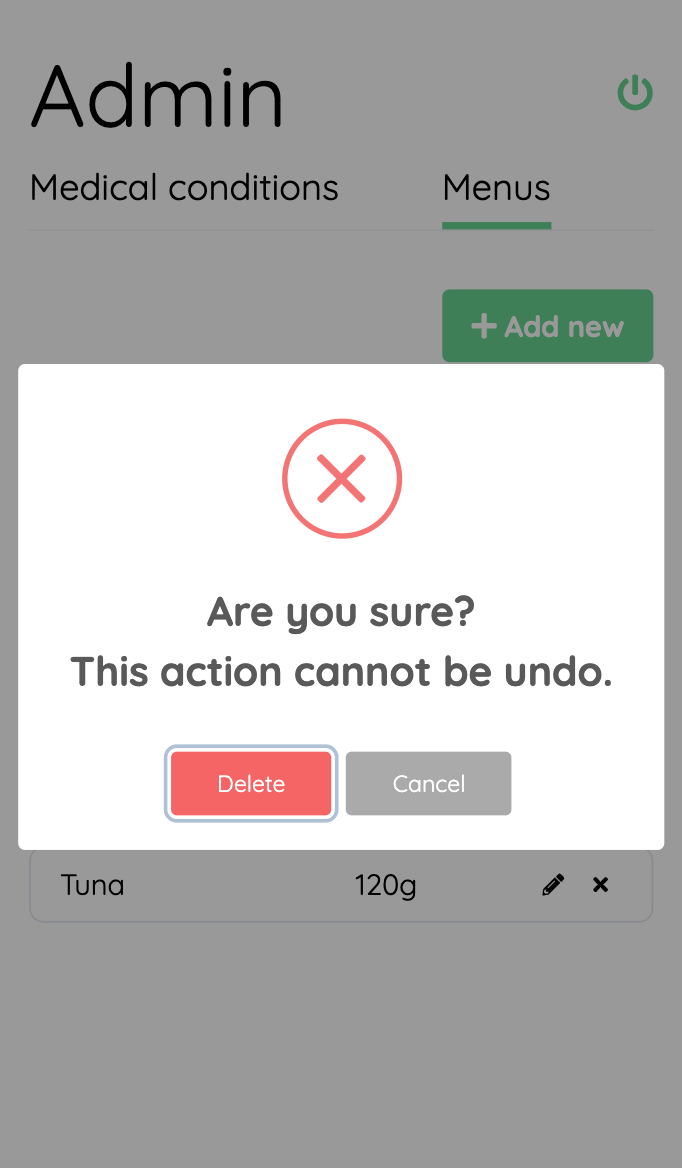 Admin
Medical conditions Menus
Add new
Are you sure?
This action cannot be undo.
Delete Cancel
Tuna 120g